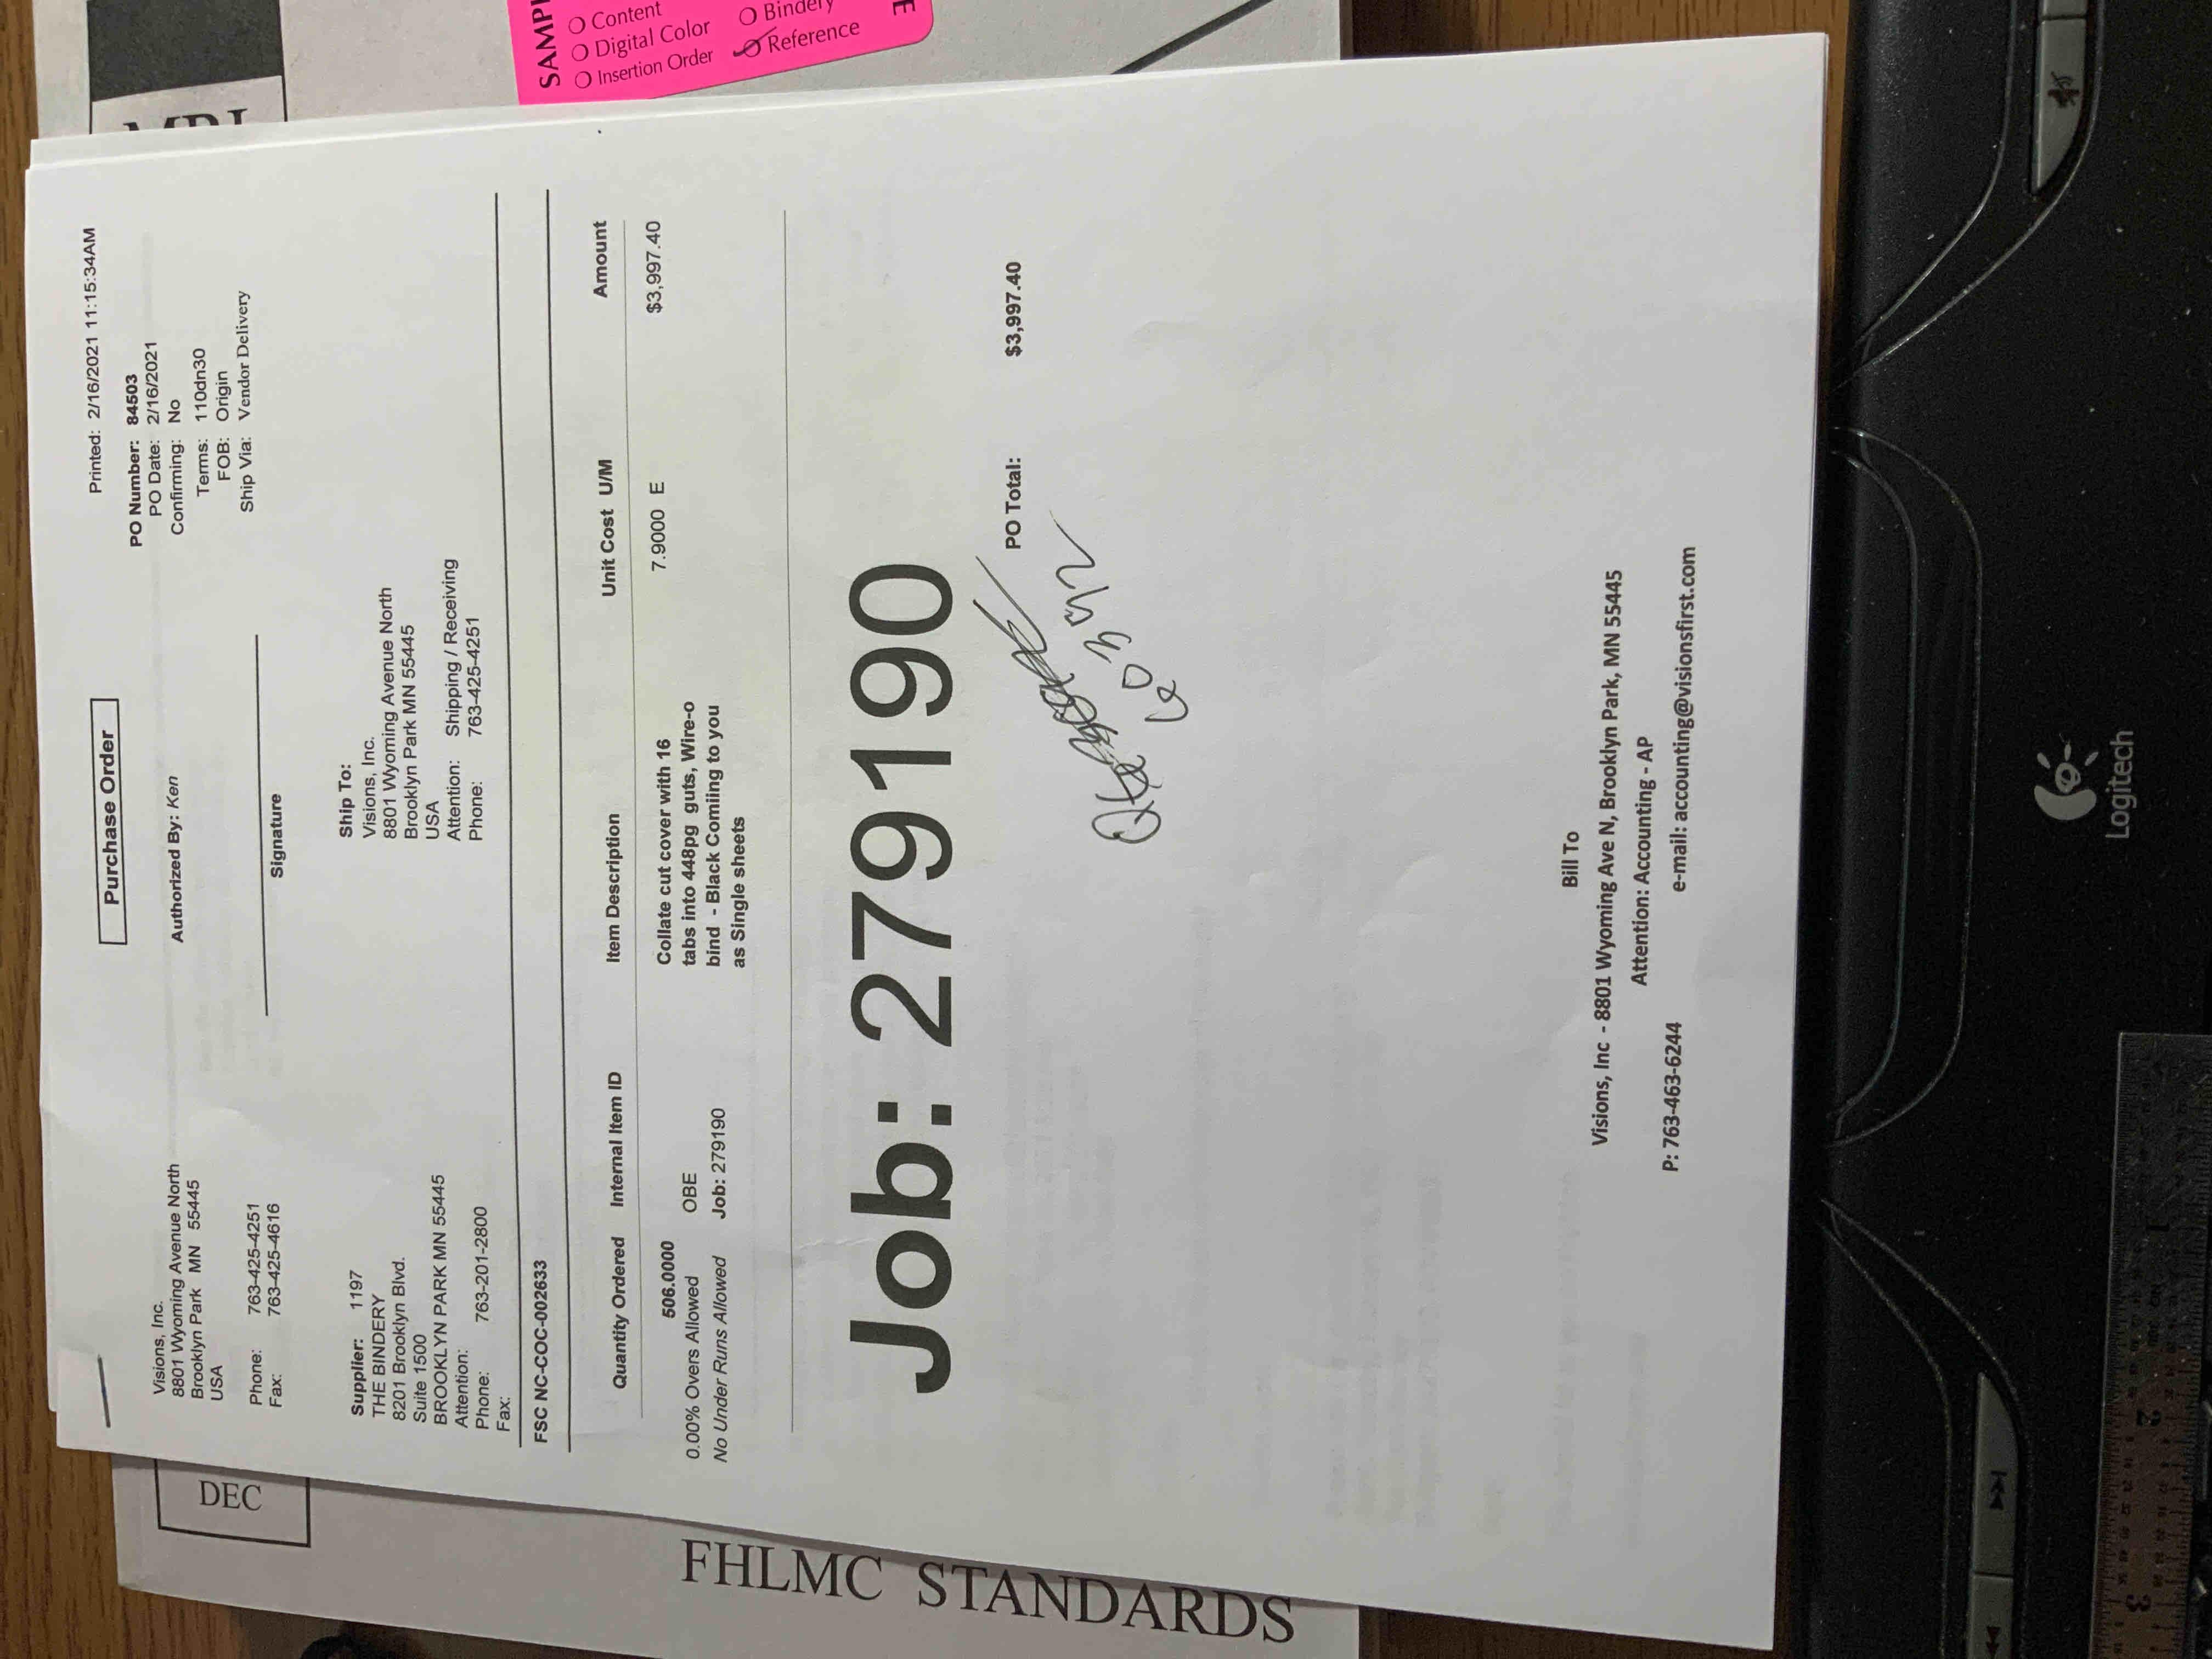 Printed: 2/16/2021 11:15:34AM
Purchase Order
Visions, Inc.
8801 Wyoming Avenue North
Brooklyn Park MN 55445
USA
Phone: 763-425-4251
Fax: 763-425-4616
Authorized By: Ken
Signature
PO Number: 84503
PO Date: 2/16/2021
Confirming: No
Terms: 110dn30
FOB: Origin
Ship Via: Vendor Delivery
Supplier: 1197
THE BINDERY
8201 Brooklyn Blvd.
Suite 1500
BROOKLYN PARK MN 55445
Attention:
Phone: 763-201-2800
Fax:
Ship To:
Visions, Inc.
8801 Wyoming Avenue North
Brooklyn Park MN 55445
USA
Attention: Shipping / Receiving
Phone: 763-425-4251
FSC NC-COC-002633
Quantity Ordered Internal Item ID Item Description Unit Cost U/M Amount
506.0000 OBE Collate cut cover with 16 7.9000 E $3,997.40
0.00% Overs Allowed Job: 279190 tabs into 448pg guts, Wire-o
No Under Runs Allowed bind - Black Comiing to you
as Single sheets
Job: 279190
PO Total: $3,997.40
Bill To
Visions, Inc - 8801 Wyoming Ave N, Brooklyn Park, MN 55445
Attention: Accounting - AP
P: 763-463-6244 e-mail: accounting@visionsfirst.com
DEC
FHLMC STANDARDS
Content
Digital Color
Insertion Order
Bindery
Reference
Logitech
1
2
3